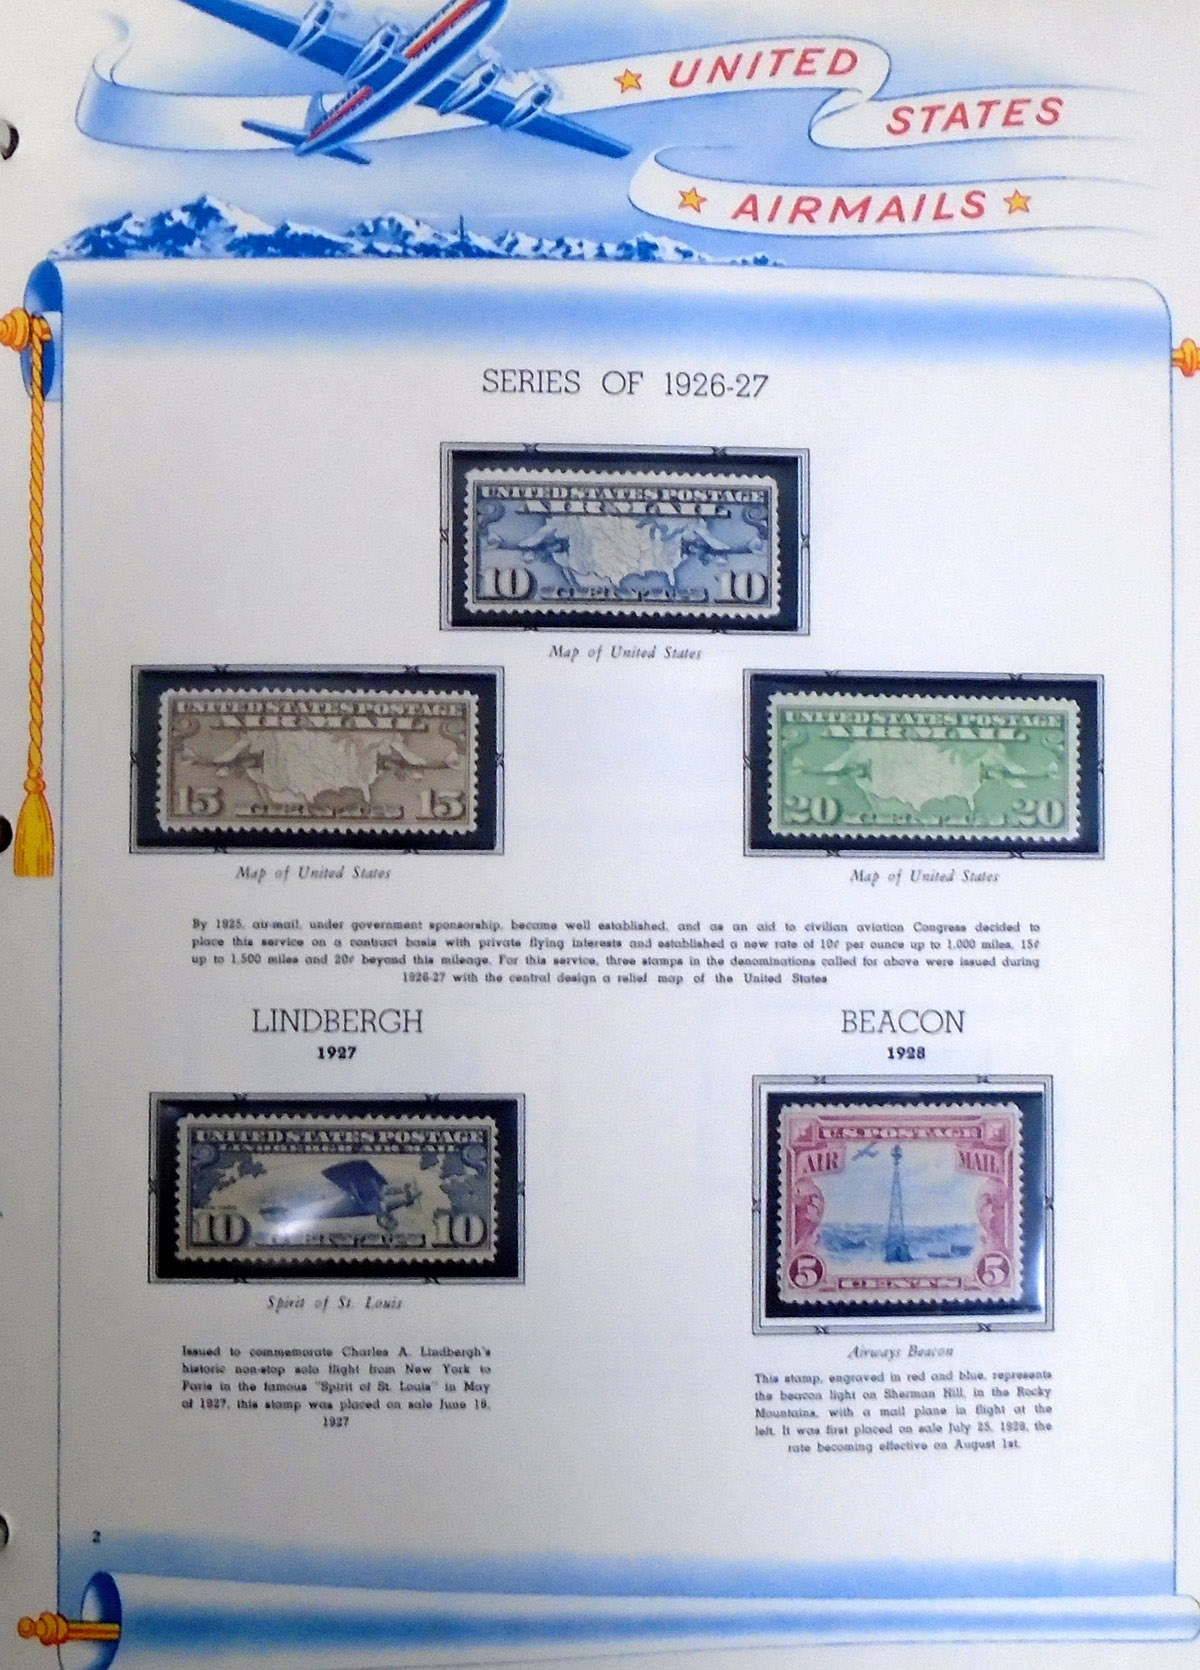 UNITED
STATES
AIRMAILS
SERIES OF 1926-27
UNITED STATES POSTAGE
AIR MAIL
10 CENTS 10
Map of United States
UNITED STATES POSTAGE
AIR MAIL
15 CENTS 15
Map of United States
UNITED STATES POSTAGE
AIR MAIL
20 CENTS 20
Map of United States
By 1925, air-mail, under government sponsorship, became well established, and as an aid to civilian aviation Congress decided to
place this service on a contract basis with private flying interests and established a new rate of 10¢ per ounce up to 1,000 miles, 15¢
up to 1,500 miles and 20¢ beyond this mileage. For this service, three stamps in the denominations called for above were issued during
1926-27 with the central design a relief map of the United States
LINDBERGH
1927
UNITED STATES POSTAGE
LINDBERGH AIR MAIL
10 CENTS 10
Spirit of St. Louis
Issued to commemorate Charles A. Lindbergh's
historic non-stop solo flight from New York to
Paris in the famous "Spirit of St. Louis" in May
of 1927, this stamp was placed on sale June 18,
1927
BEACON
1928
U.S. POSTAGE
AIR MAIL
5 CENTS 5
Airways Beacon
This stamp, engraved in red and blue, represents
the beacon light on Sherman Hill, in the Rocky
Mountains, with a mail plane in flight at the
left. It was first placed on sale July 25, 1928, the
rate becoming effective on August 1st.
2